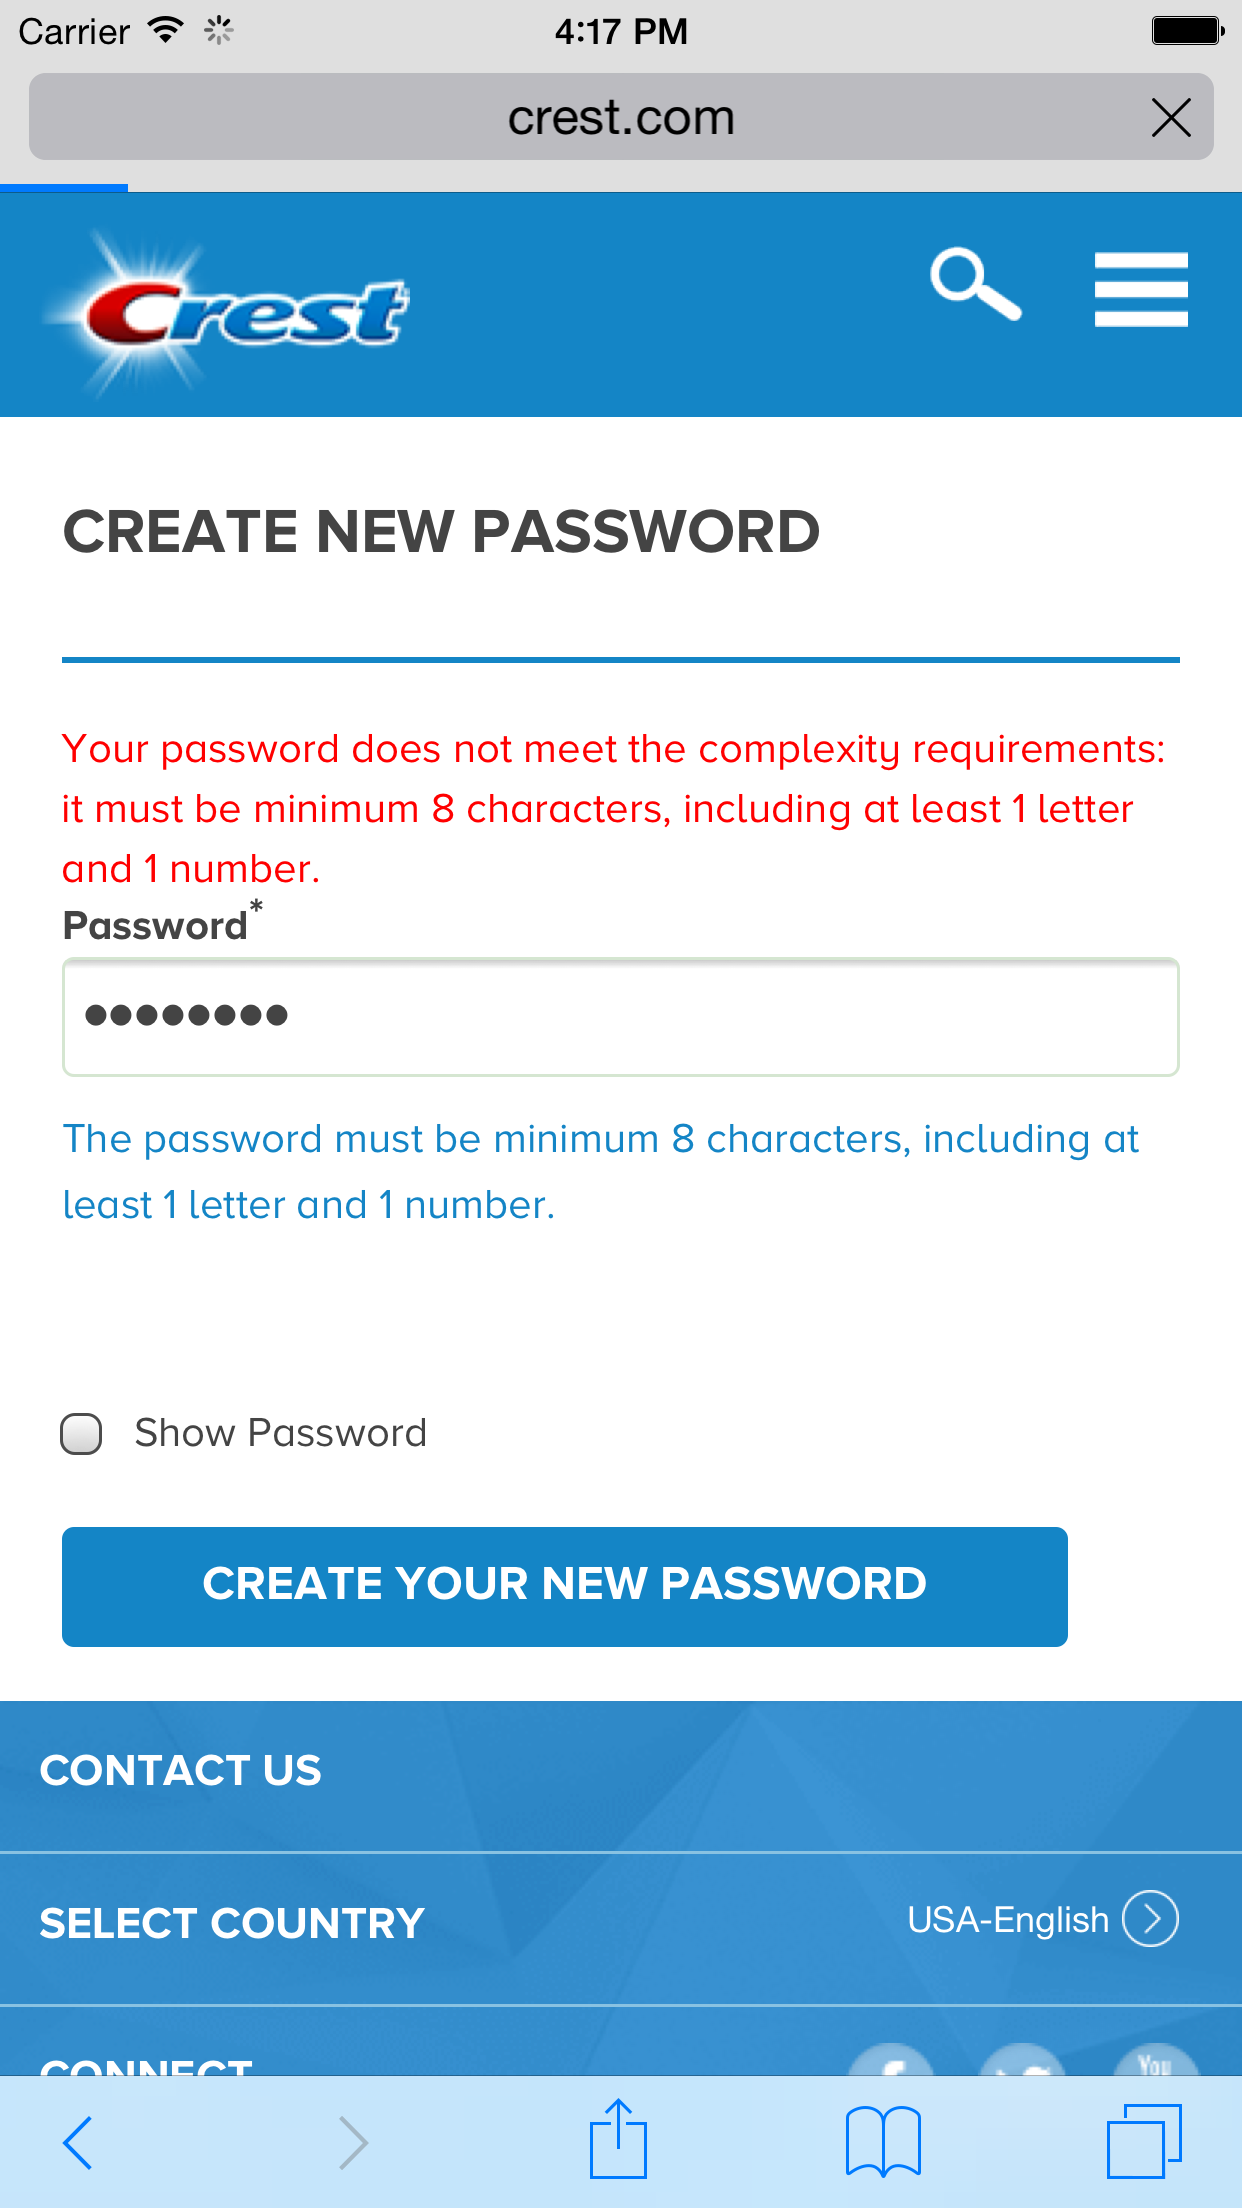 Carrier
4:17 PM
crest.com
Crest
CREATE NEW PASSWORD
Your password does not meet the complexity requirements:
it must be minimum 8 characters, including at least 1 letter
and 1 number.
Password*
••••••••
The password must be minimum 8 characters, including at
least 1 letter and 1 number.
Show Password
CREATE YOUR NEW PASSWORD
CONTACT US
SELECT COUNTRY
USA-English
CONNECT
You